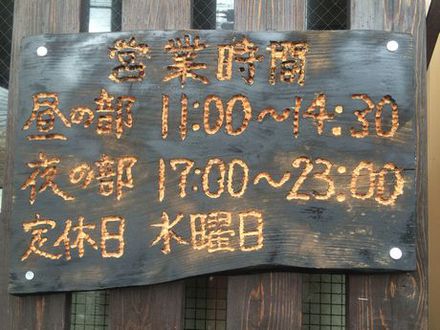 営業時間
昼の部 11:00〜14:30
夜の部 17:00〜23:00
定休日 水曜日